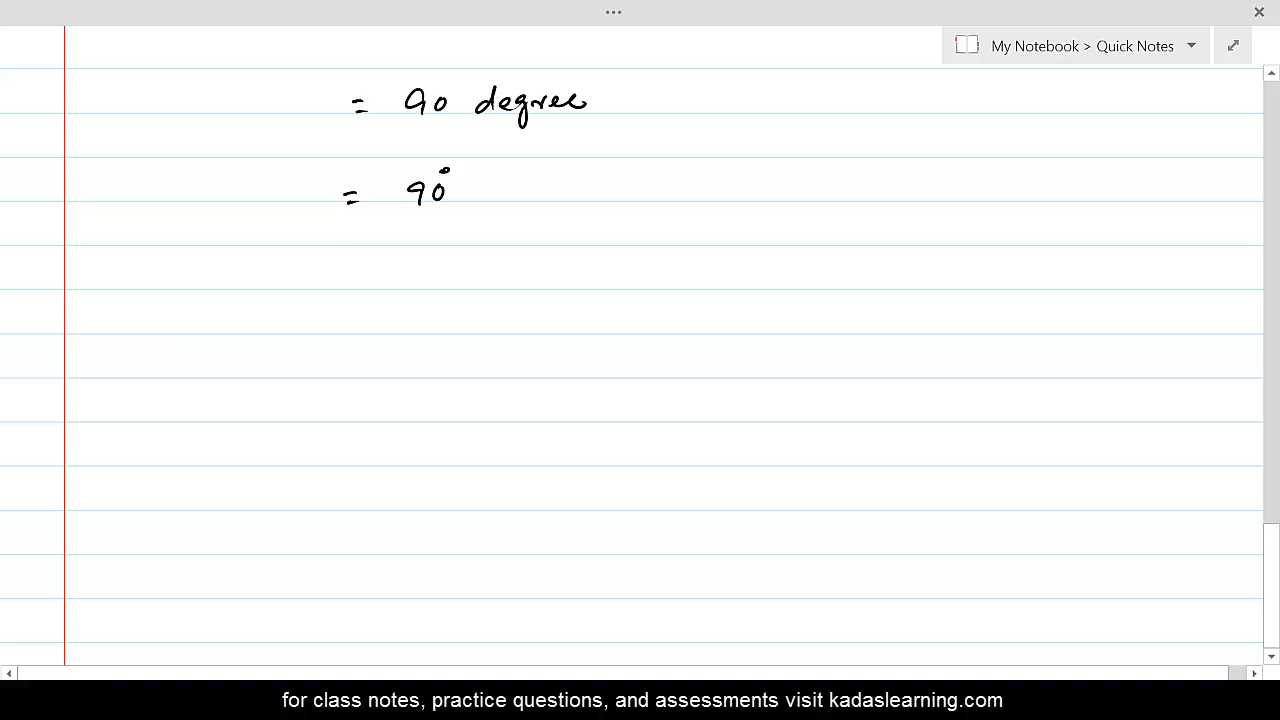 My Notebook > Quick Notes
= 90 degree
= 90°
for class notes, practice questions, and assessments visit kadaslearning.com